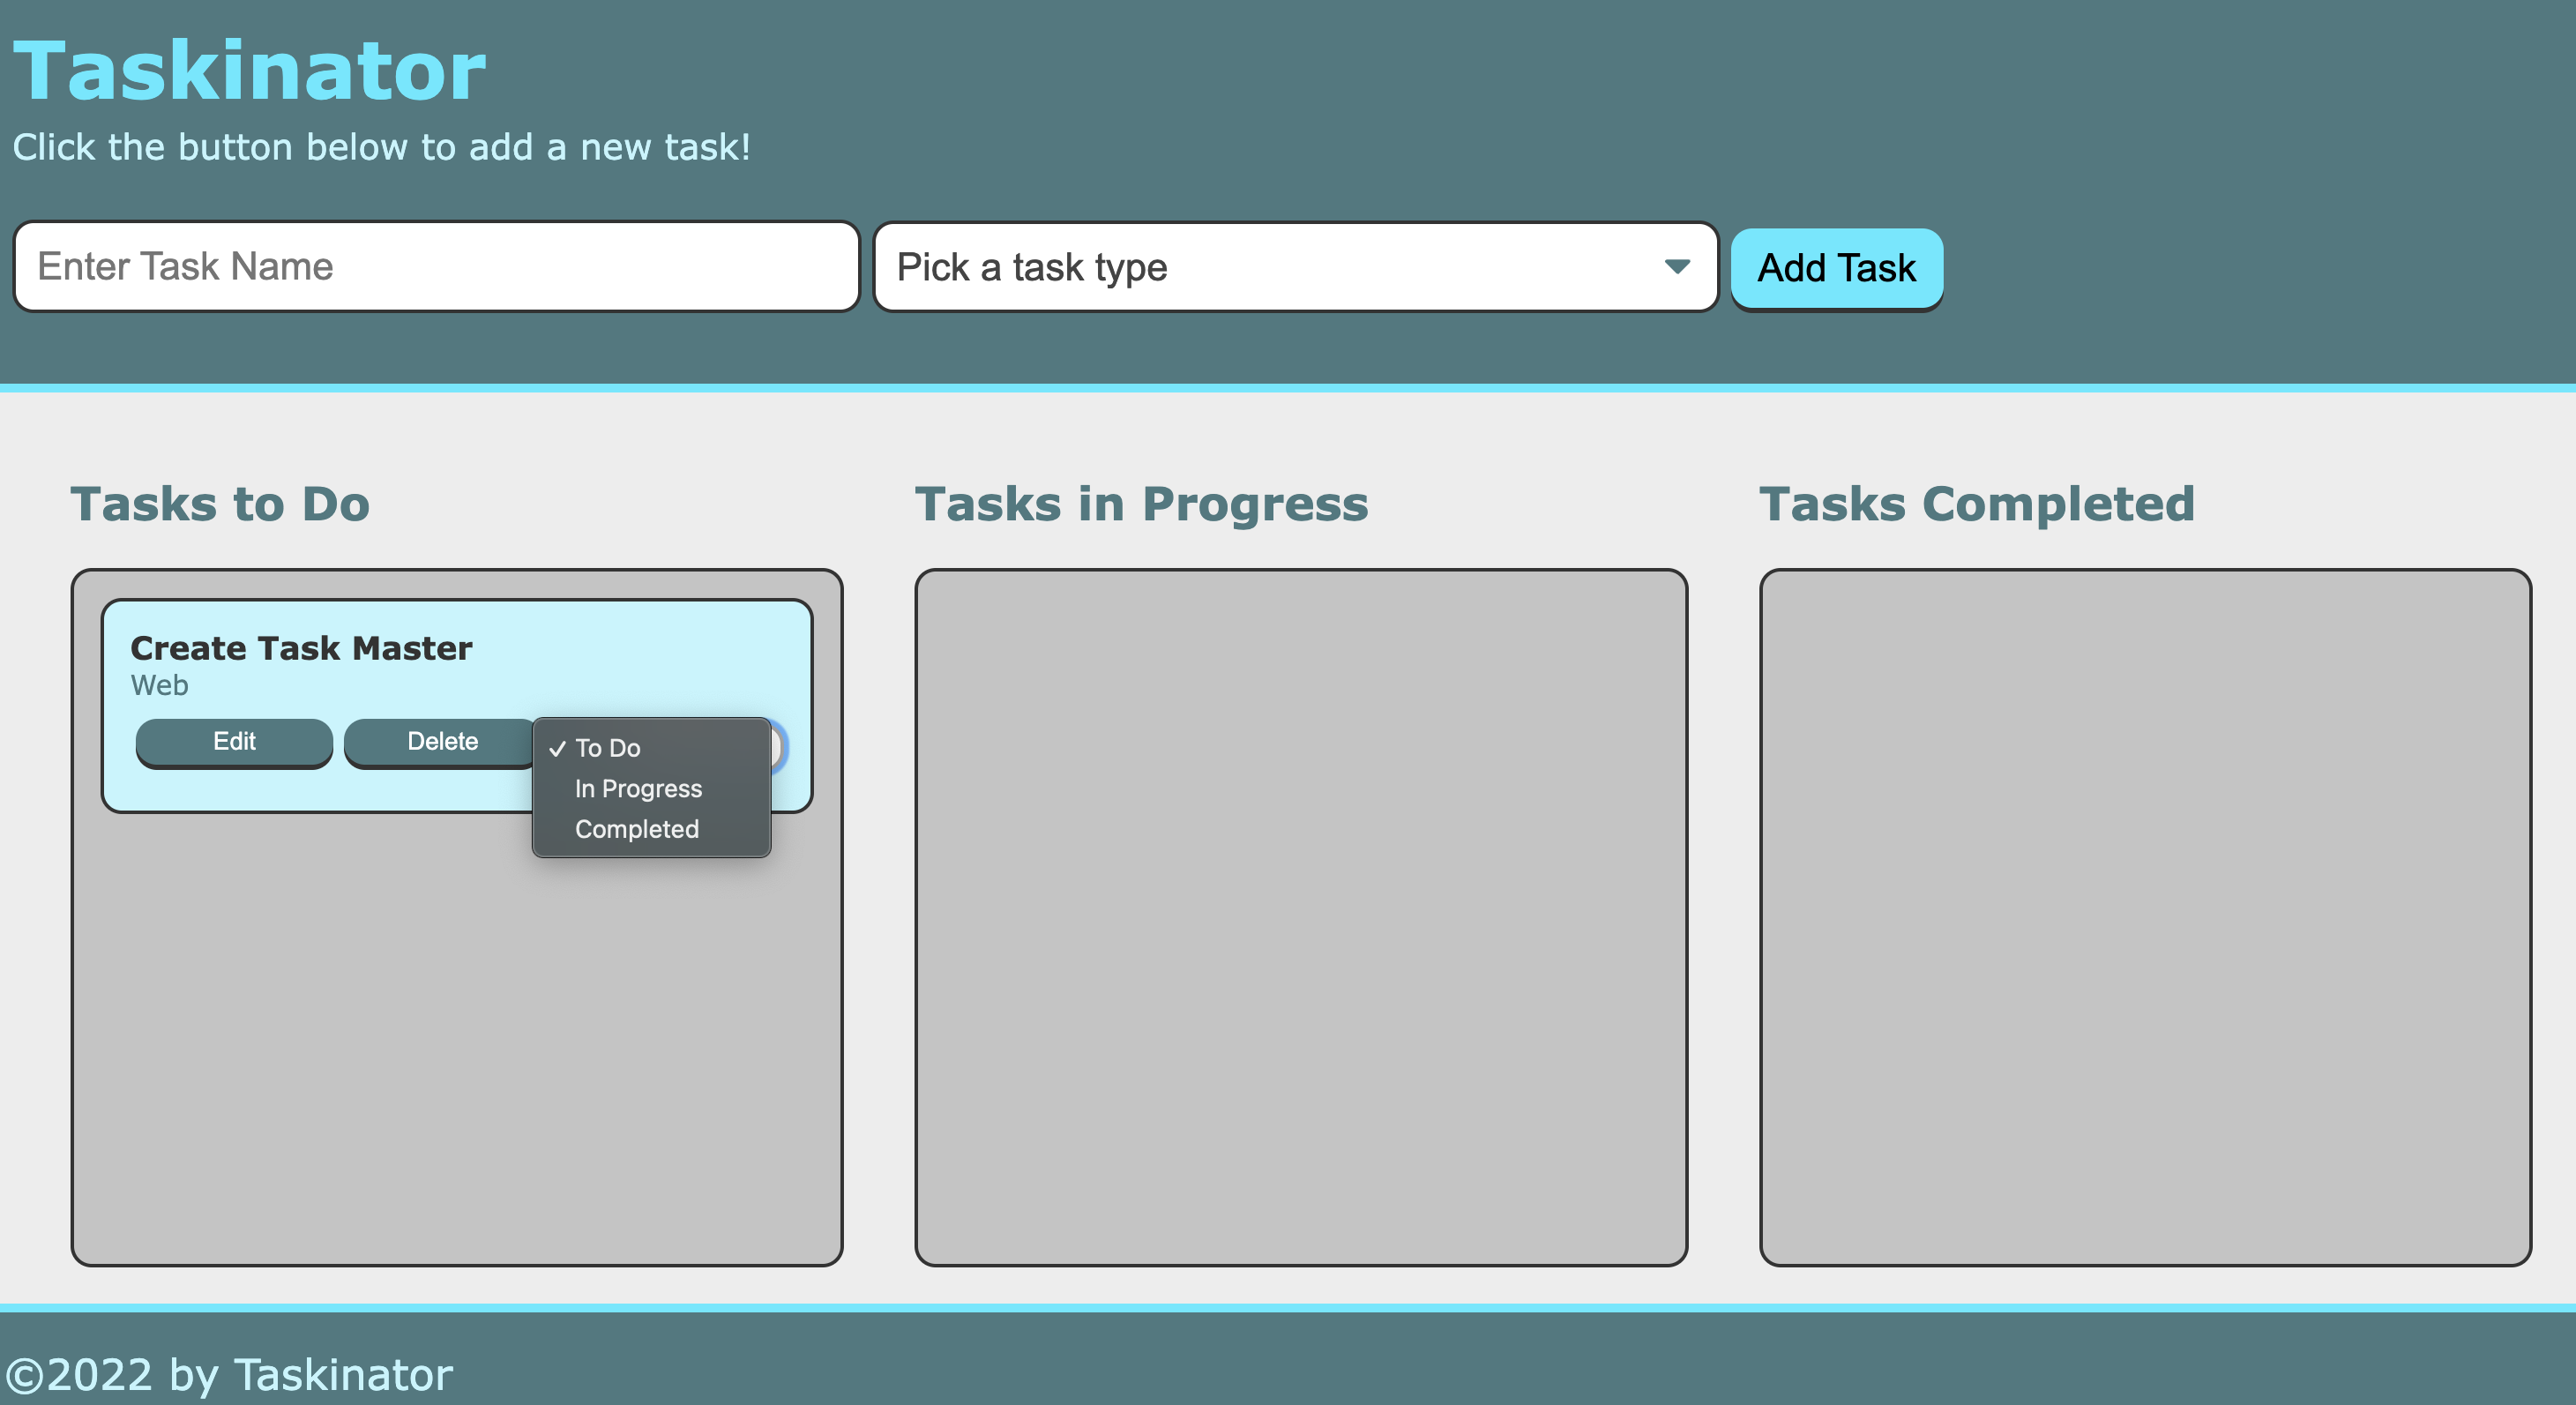 Taskinator
Click the button below to add a new task!
Enter Task Name
Pick a task type
Add Task
Tasks to Do
Tasks in Progress
Tasks Completed
Create Task Master
Web
Edit
Delete
✓ To Do
In Progress
Completed
©2022 by Taskinator